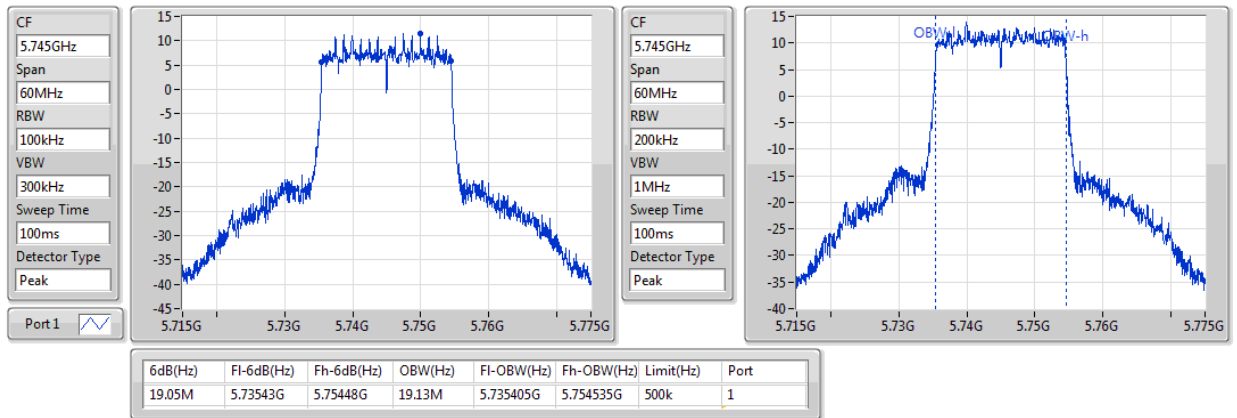 CF
5.745GHz
Span
60MHz
RBW
100kHz
VBW
300kHz
Sweep Time
100ms
Detector Type
Peak
Port 1
15
10
5
0
-5
-10
-15
-20
-25
-30
-35
-40
-45
5.715G 5.73G 5.74G 5.75G 5.76G 5.775G
CF
5.745GHz
Span
60MHz
RBW
200kHz
VBW
1MHz
Sweep Time
100ms
Detector Type
Peak
15
10
5
0
-5
-10
-15
-20
-25
-30
-35
-40
OBW-h
5.715G 5.73G 5.74G 5.75G 5.76G 5.775G
6dB(Hz) Fl-6dB(Hz) Fh-6dB(Hz) OBW(Hz) Fl-OBW(Hz) Fh-OBW(Hz) Limit(Hz) Port
19.05M 5.73543G 5.75448G 19.13M 5.735405G 5.754535G 500k 1